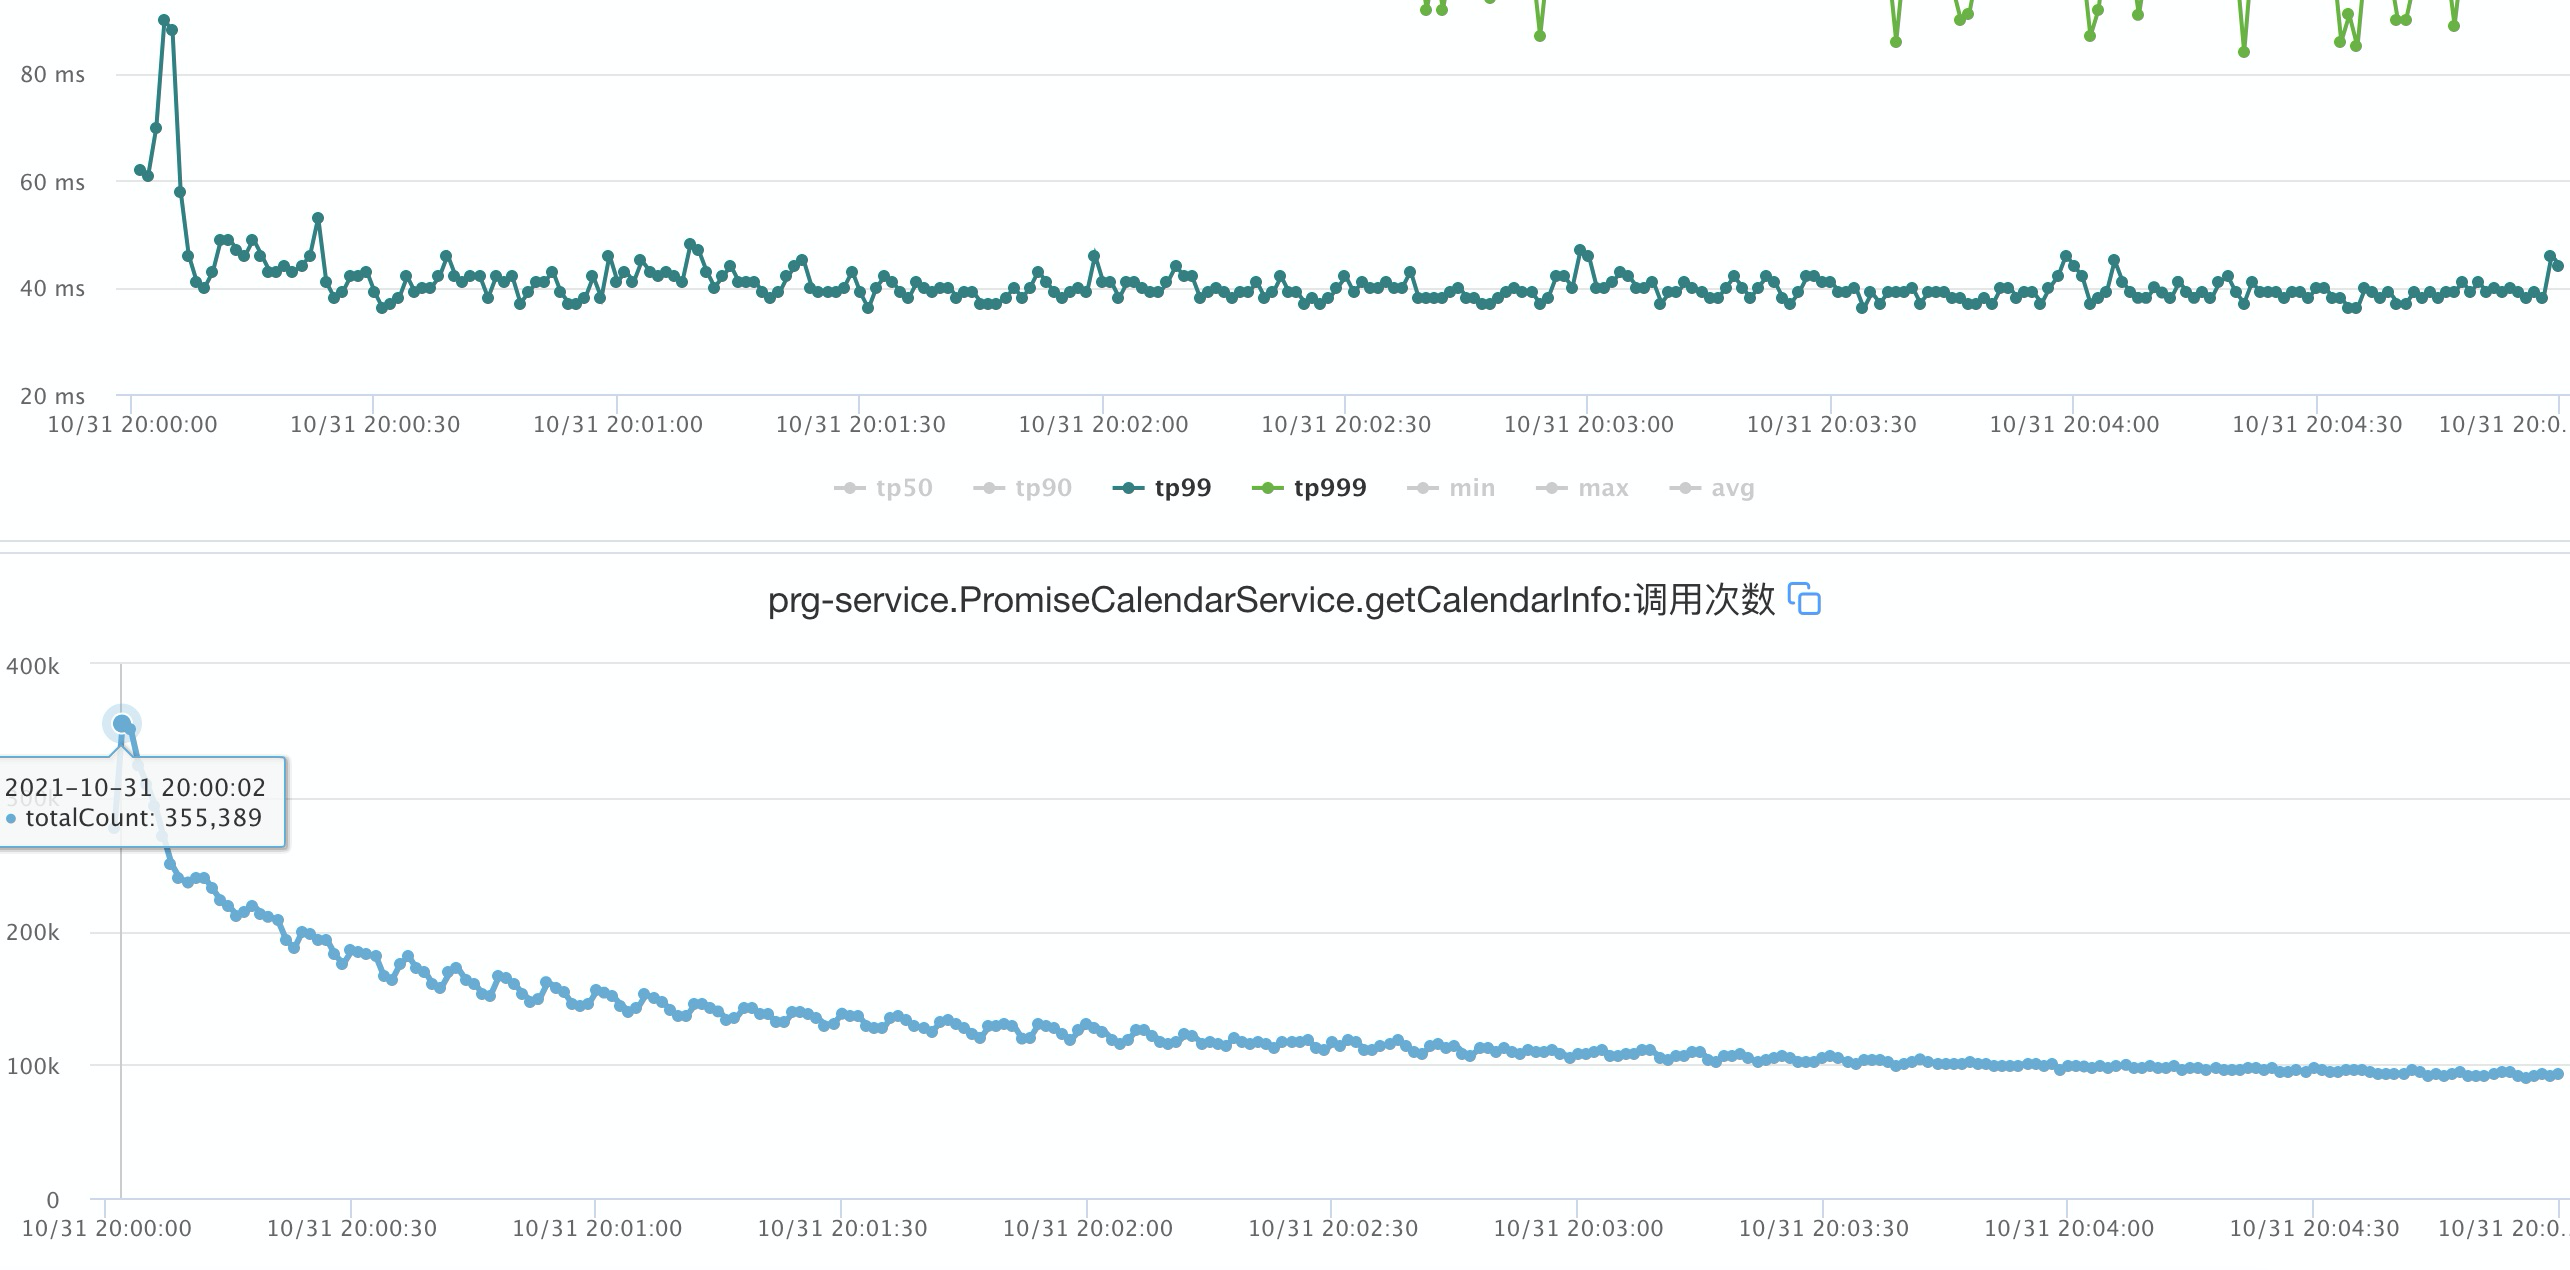 80 ms
60 ms
40 ms
20 ms
10/31 20:00:00 10/31 20:00:30 10/31 20:01:00 10/31 20:01:30 10/31 20:02:00 10/31 20:02:30 10/31 20:03:00 10/31 20:03:30 10/31 20:04:00 10/31 20:04:30 10/31 20:0..
tp50 tp90 tp99 tp999 min max avg
prg-service.PromiseCalendarService.getCalendarInfo:调用次数
400k
2021-10-31 20:00:02
300k
totalCount: 355,389
200k
100k
0
10/31 20:00:00 10/31 20:00:30 10/31 20:01:00 10/31 20:01:30 10/31 20:02:00 10/31 20:02:30 10/31 20:03:00 10/31 20:03:30 10/31 20:04:00 10/31 20:04:30 10/31 20:0..